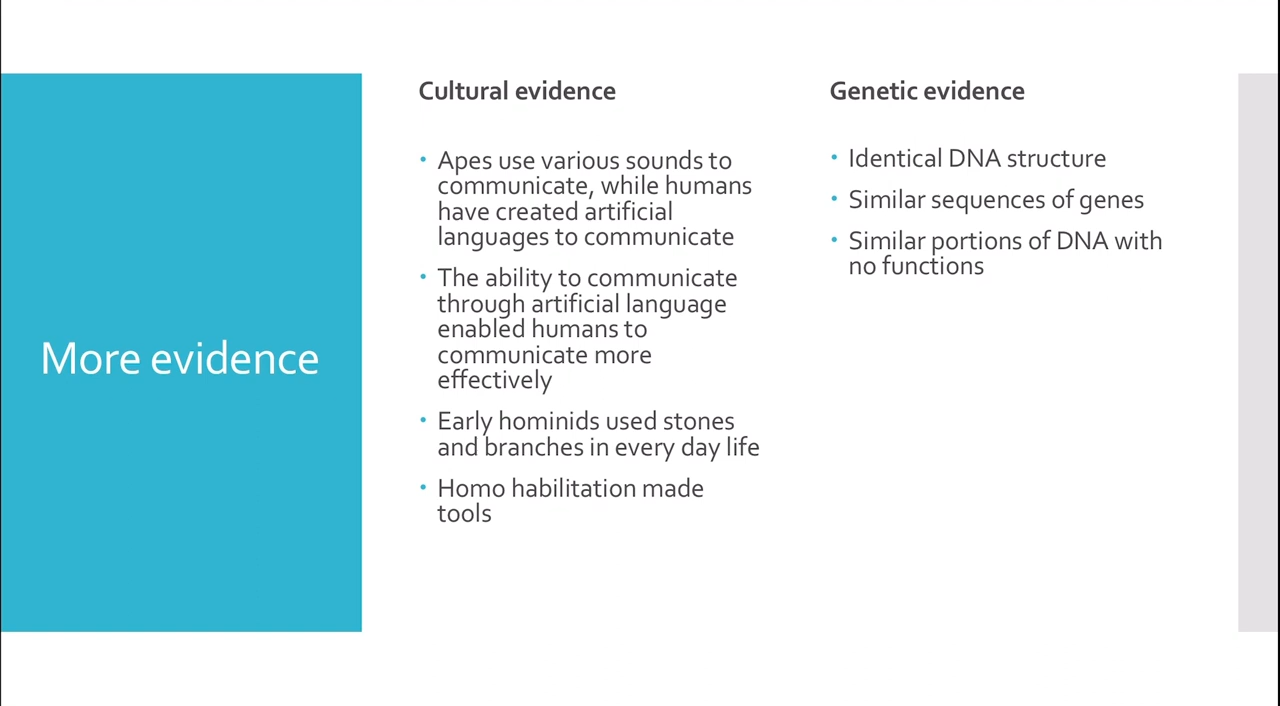 More evidence
Cultural evidence
• Apes use various sounds to
communicate, while humans
have created artificial
languages to communicate
• The ability to communicate
through artificial language
enabled humans to
communicate more
effectively
• Early hominids used stones
and branches in every day life
• Homo habilitation made
tools
Genetic evidence
• Identical DNA structure
• Similar sequences of genes
• Similar portions of DNA with
no functions